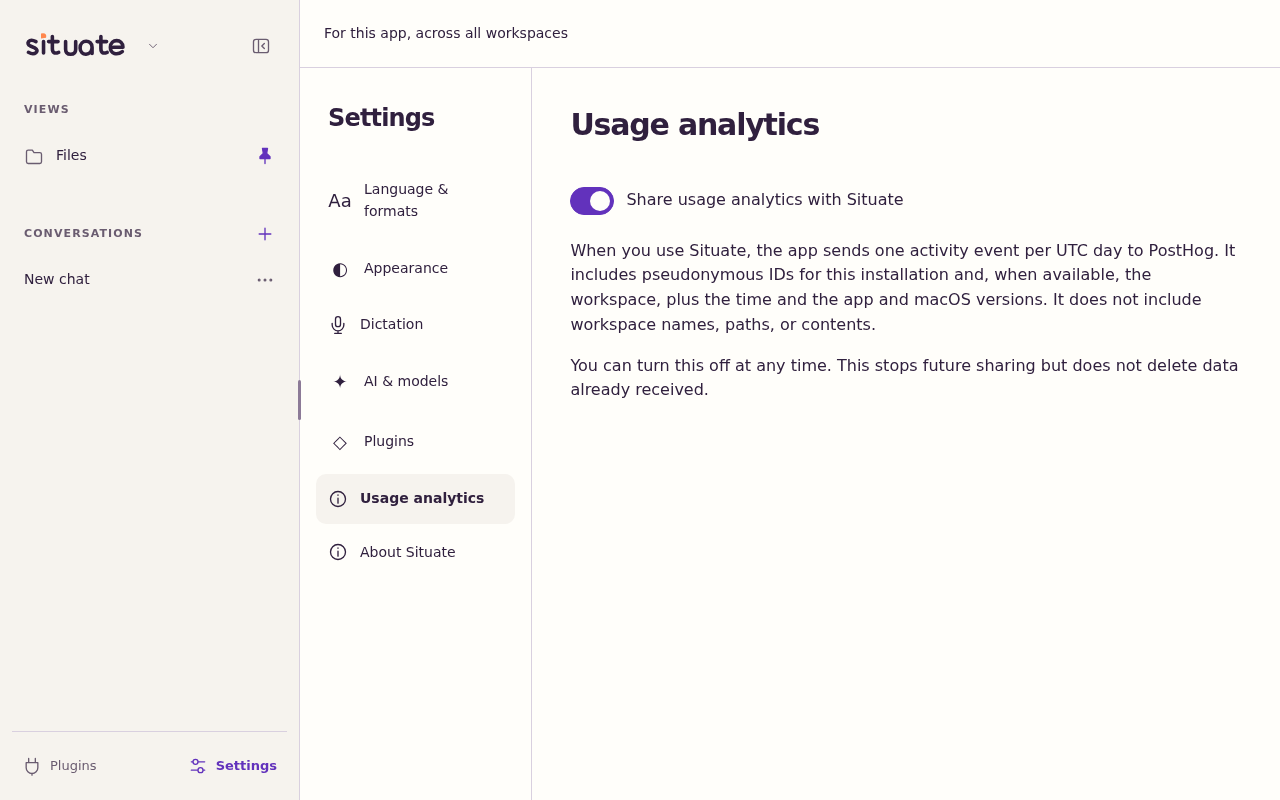 situate
For this app, across all workspaces
VIEWS
Files
CONVERSATIONS
New chat
Plugins
Settings
Settings
Aa Language & formats
Appearance
Dictation
AI & models
Plugins
Usage analytics
About Situate
Usage analytics
Share usage analytics with Situate
When you use Situate, the app sends one activity event per UTC day to PostHog. It
includes pseudonymous IDs for this installation and, when available, the
workspace, plus the time and the app and macOS versions. It does not include
workspace names, paths, or contents.
You can turn this off at any time. This stops future sharing but does not delete data
already received.